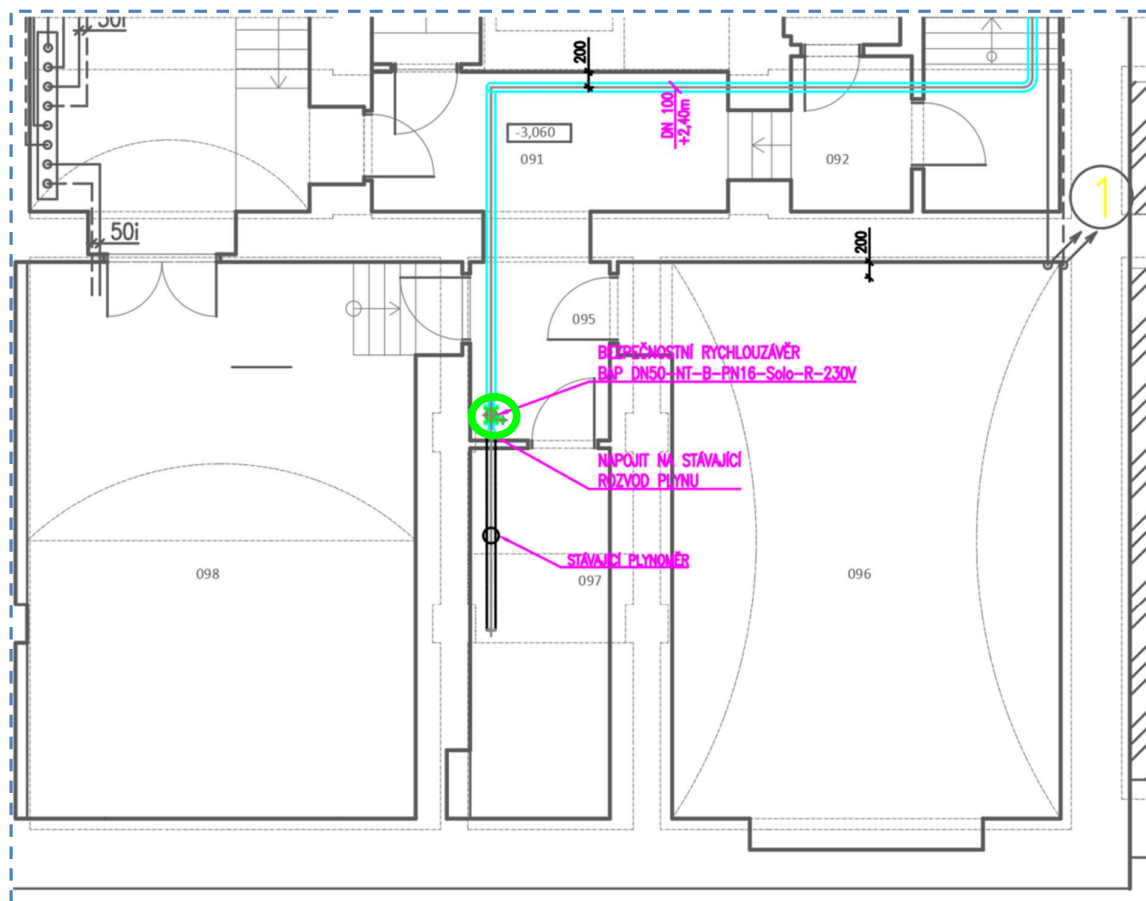 50i
200
DN 100
+2,40m
-3,060
091
092
1
50i
200
095
BEZPEČNOSTNÍ RYCHLOUZÁVĚR
BAP DN50-NT-B-PN16-Solo-R-230V
NAPOJIT NA STÁVAJÍCÍ
ROZVOD PLYNU
STÁVAJÍCÍ PLYNOMĚR
098
097
096